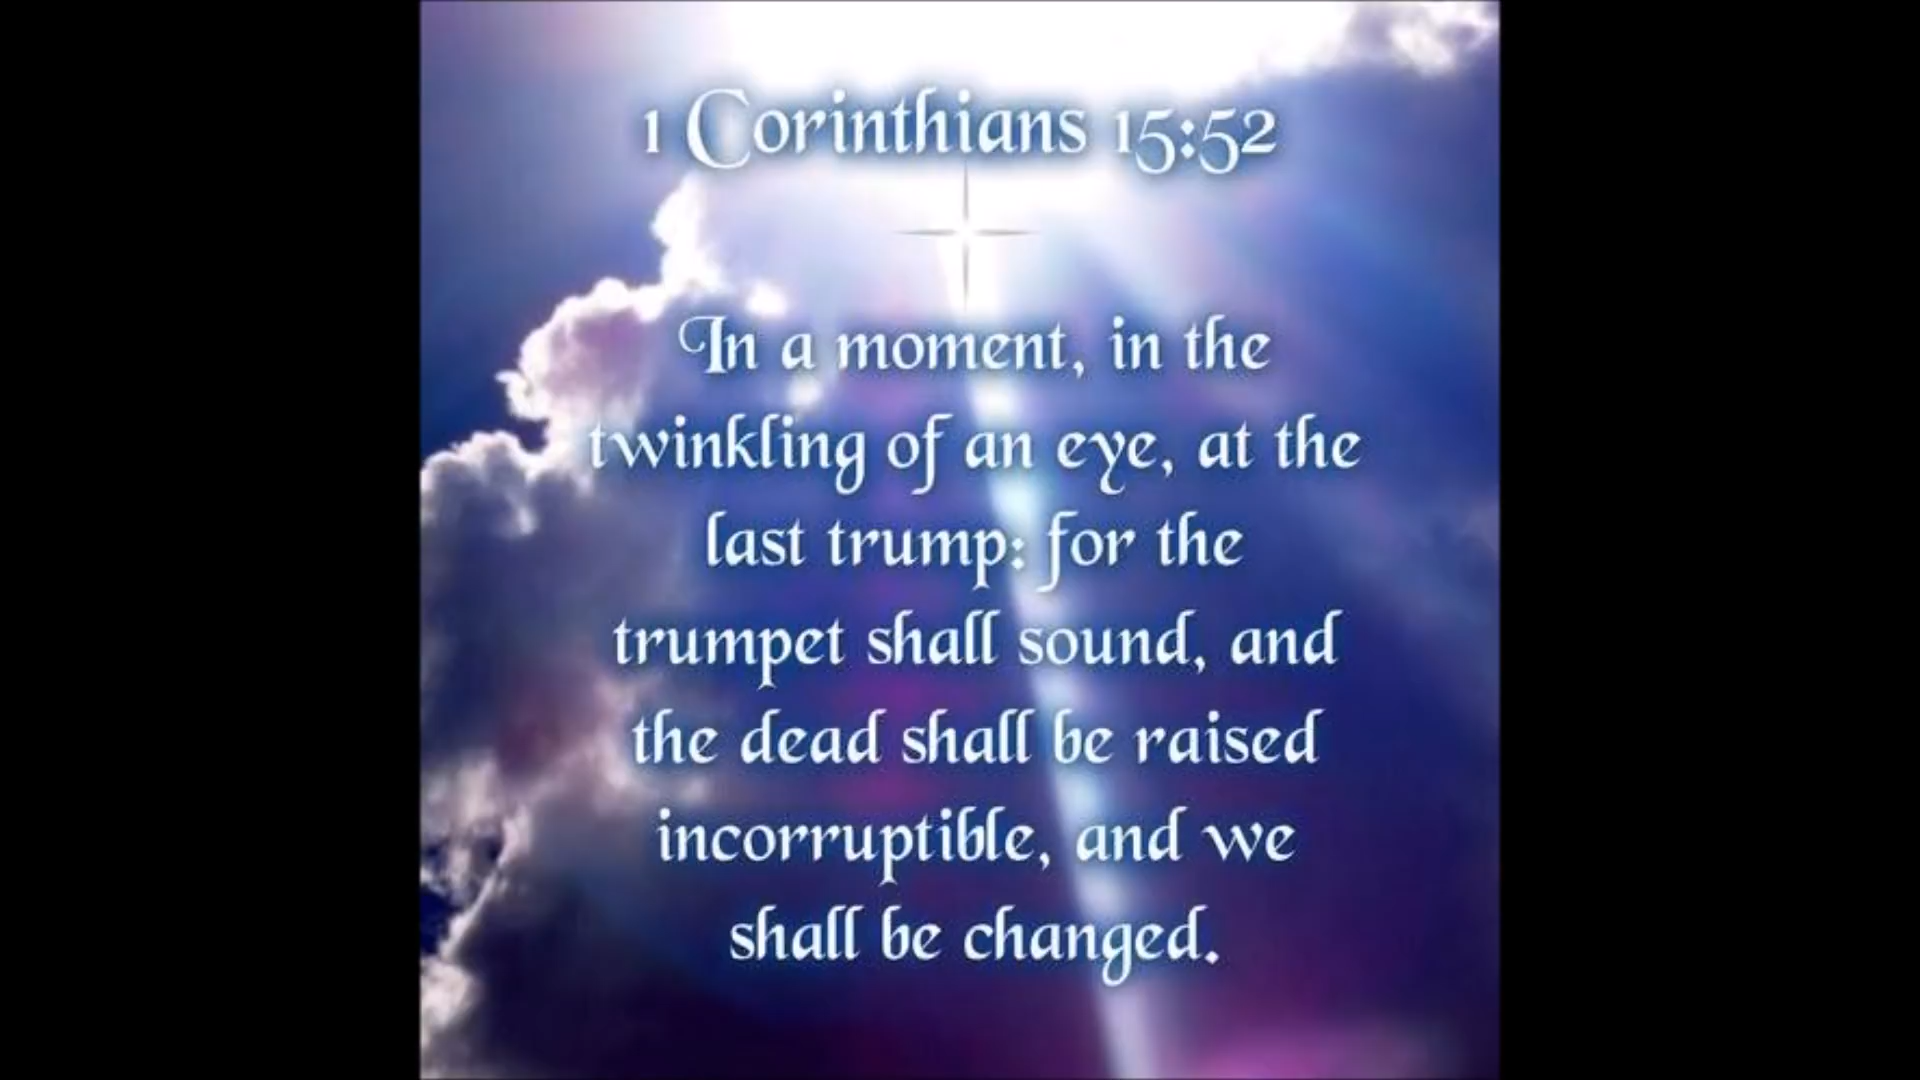 1 Corinthians 15:52
In a moment, in the
twinkling of an eye, at the
last trump: for the
trumpet shall sound, and
the dead shall be raised
incorruptible, and we
shall be changed.